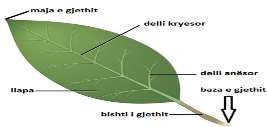 maja e gjethit
delli kryesor
delli anësor
baza e gjethit
llapa
bishti i gjethit